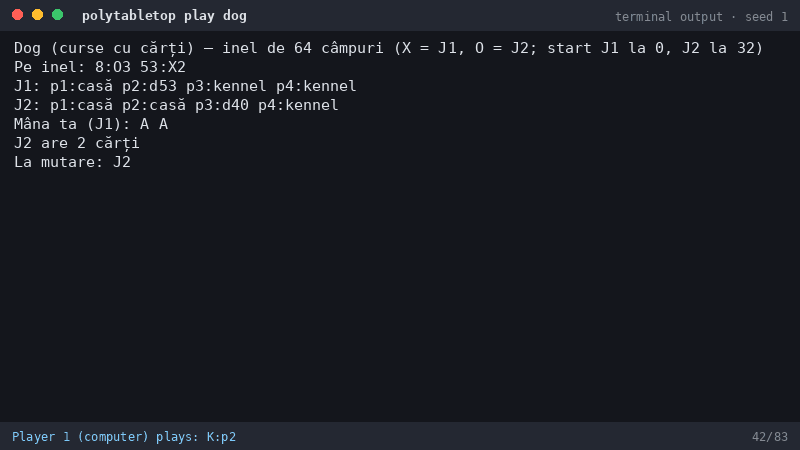 polytabletop play dog
terminal output · seed 1
Dog (curse cu cărți) — inel de 64 câmpuri (X = J1, O = J2; start J1 la 0, J2 la 32)
Pe inel: 8:O3 53:X2
J1: p1:casă p2:d53 p3:kennel p4:kennel
J2: p1:casă p2:casă p3:d40 p4:kennel
Mâna ta (J1): A A
J2 are 2 cărți
La mutare: J2
Player 1 (computer) plays: K:p2
42/83